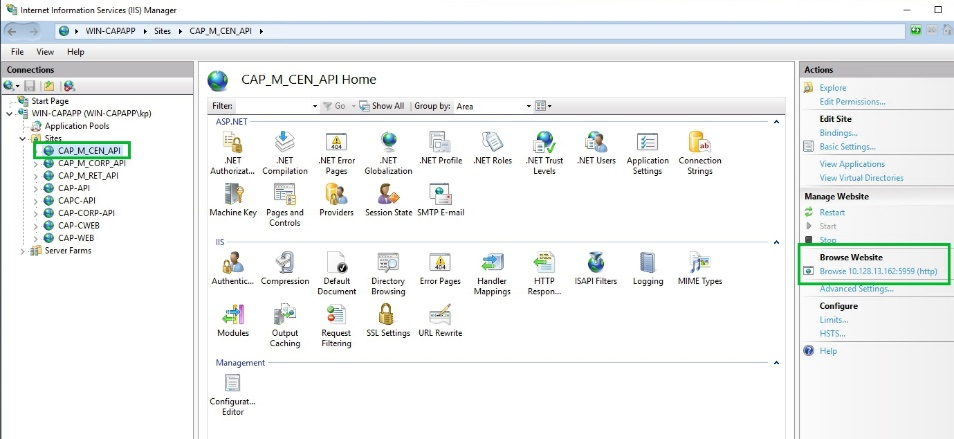 Internet Information Services (IIS) Manager
WIN-CAPAPP
Sites
CAP_M_CEN_API
File
View
Help
Connections
Start Page
WIN-CAPAPP (WIN-CAPAPP\kp)
Application Pools
Sites
CAP_M_CEN_API
CAP_M_CORP_API
CAP_M_RET_API
CAP-API
CAPC-API
CAP-CORP-API
CAP-CWEB
CAP-WEB
Server Farms
CAP_M_CEN_API Home
Filter:
Go
Show All
Group by:
Area
ASP.NET
.NET Authorizat...
.NET Compilation
.NET Error Pages
.NET Globalization
.NET Profile
.NET Roles
.NET Trust Levels
.NET Users
Application Settings
Connection Strings
Machine Key
Pages and Controls
Providers
Session State
SMTP E-mail
IIS
Authentic...
Compression
Default Document
Directory Browsing
Error Pages
Handler Mappings
HTTP Respon...
ISAPI Filters
Logging
MIME Types
Modules
Output Caching
Request Filtering
SSL Settings
URL Rewrite
Management
Configurat... Editor
Actions
Explore
Edit Permissions...
Edit Site
Bindings...
Basic Settings...
View Applications
View Virtual Directories
Manage Website
Restart
Start
Stop
Browse Website
Browse 10.128.13.162:5959 (http)
Advanced Settings...
Configure
Limits...
HSTS...
Help